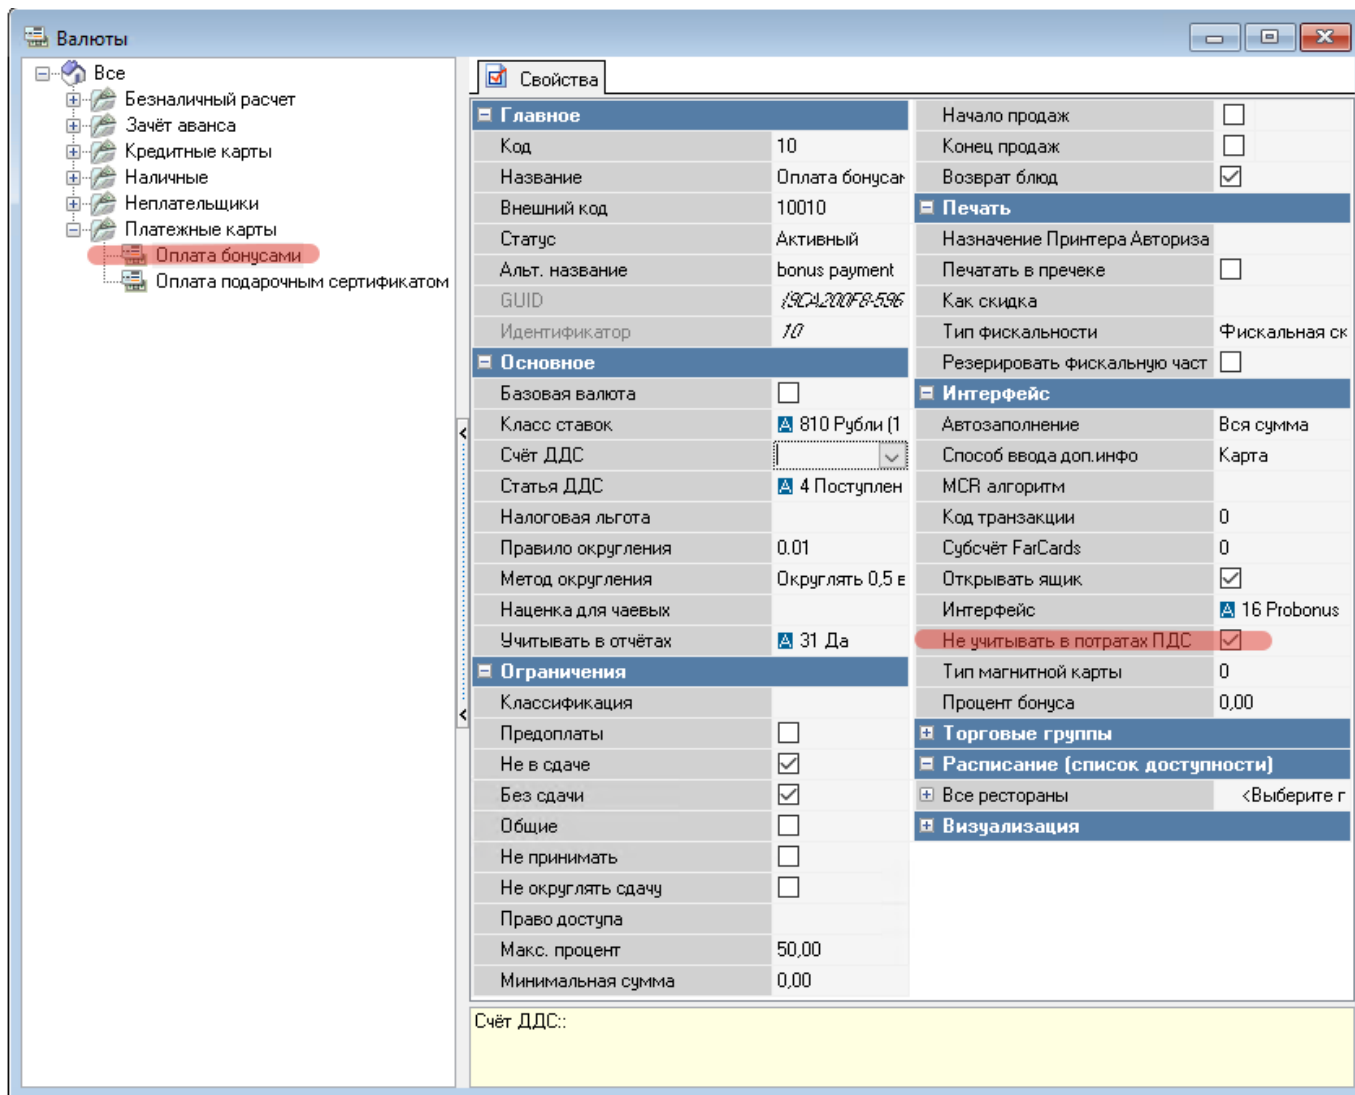 Валюты
Все
Безналичный расчет
Зачёт аванса
Кредитные карты
Наличные
Неплательщики
Платежные карты
Оплата бонусами
Оплата подарочным сертификатом
Свойства
Главное
Код 10
Название Оплата бонусам
Внешний код 10010
Статус Активный
Альт. название bonus payment
GUID {9CA200F8-596
Идентификатор 10
Основное
Базовая валюта
Класс ставок A 810 Рубли (1
Счёт ДДС
Статья ДДС A 4 Поступлен
Налоговая льгота
Правило округления 0.01
Метод округления Округлять 0,5 в
Наценка для чаевых
Учитывать в отчётах A 31 Да
Ограничения
Классификация
Предоплаты
Не в сдаче
Без сдачи
Общие
Не принимать
Не округлять сдачу
Право доступа
Макс. процент 50,00
Минимальная сумма 0,00
Начало продаж
Конец продаж
Возврат блюд
Печать
Назначение Принтера Авториза
Печатать в пречеке
Как скидка
Тип фискальности Фискальная ск
Резерировать фискальную част
Интерфейс
Автозаполнение Вся сумма
Способ ввода доп.инфо Карта
MCR алгоритм
Код транзакции 0
Субсчёт FarCards 0
Открывать ящик
Интерфейс A 16 Probonus
Не учитывать в потратах ПДС
Тип магнитной карты 0
Процент бонуса 0,00
Торговые группы
Расписание (список доступности)
Все рестораны <Выберите г
Визуализация
Счёт ДДС::